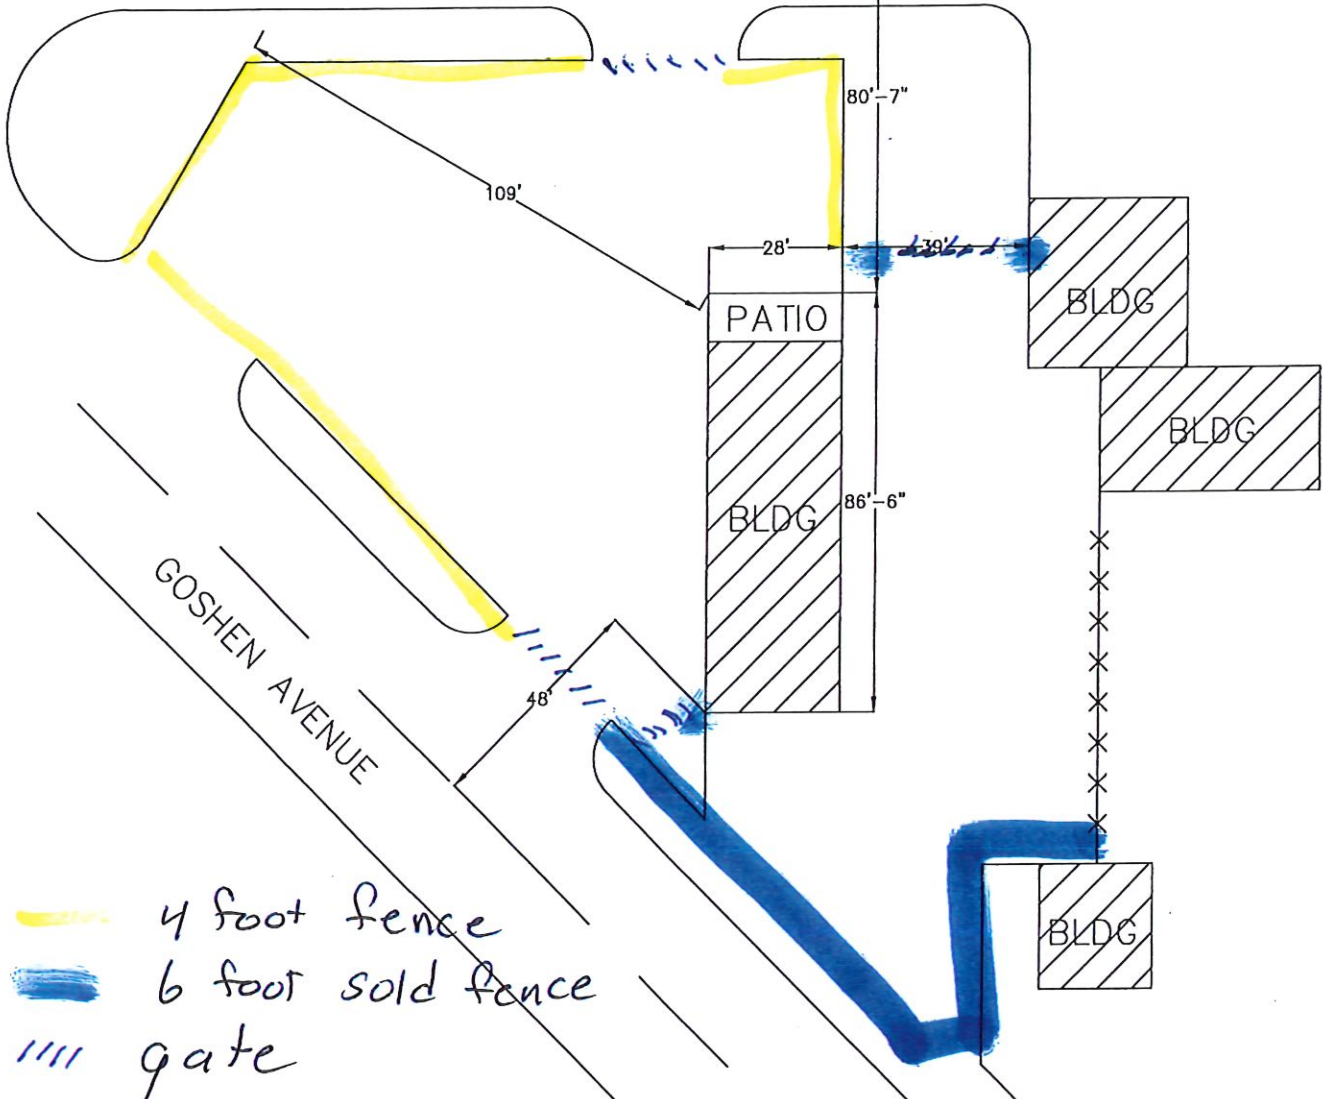 80'-7"
109'
28'
39'
BLDG
PATIO
BLDG
86'-6"
BLDG
GOSHEN AVENUE
48'
4 foot fence
BLDG
6 foot sold fence
gate